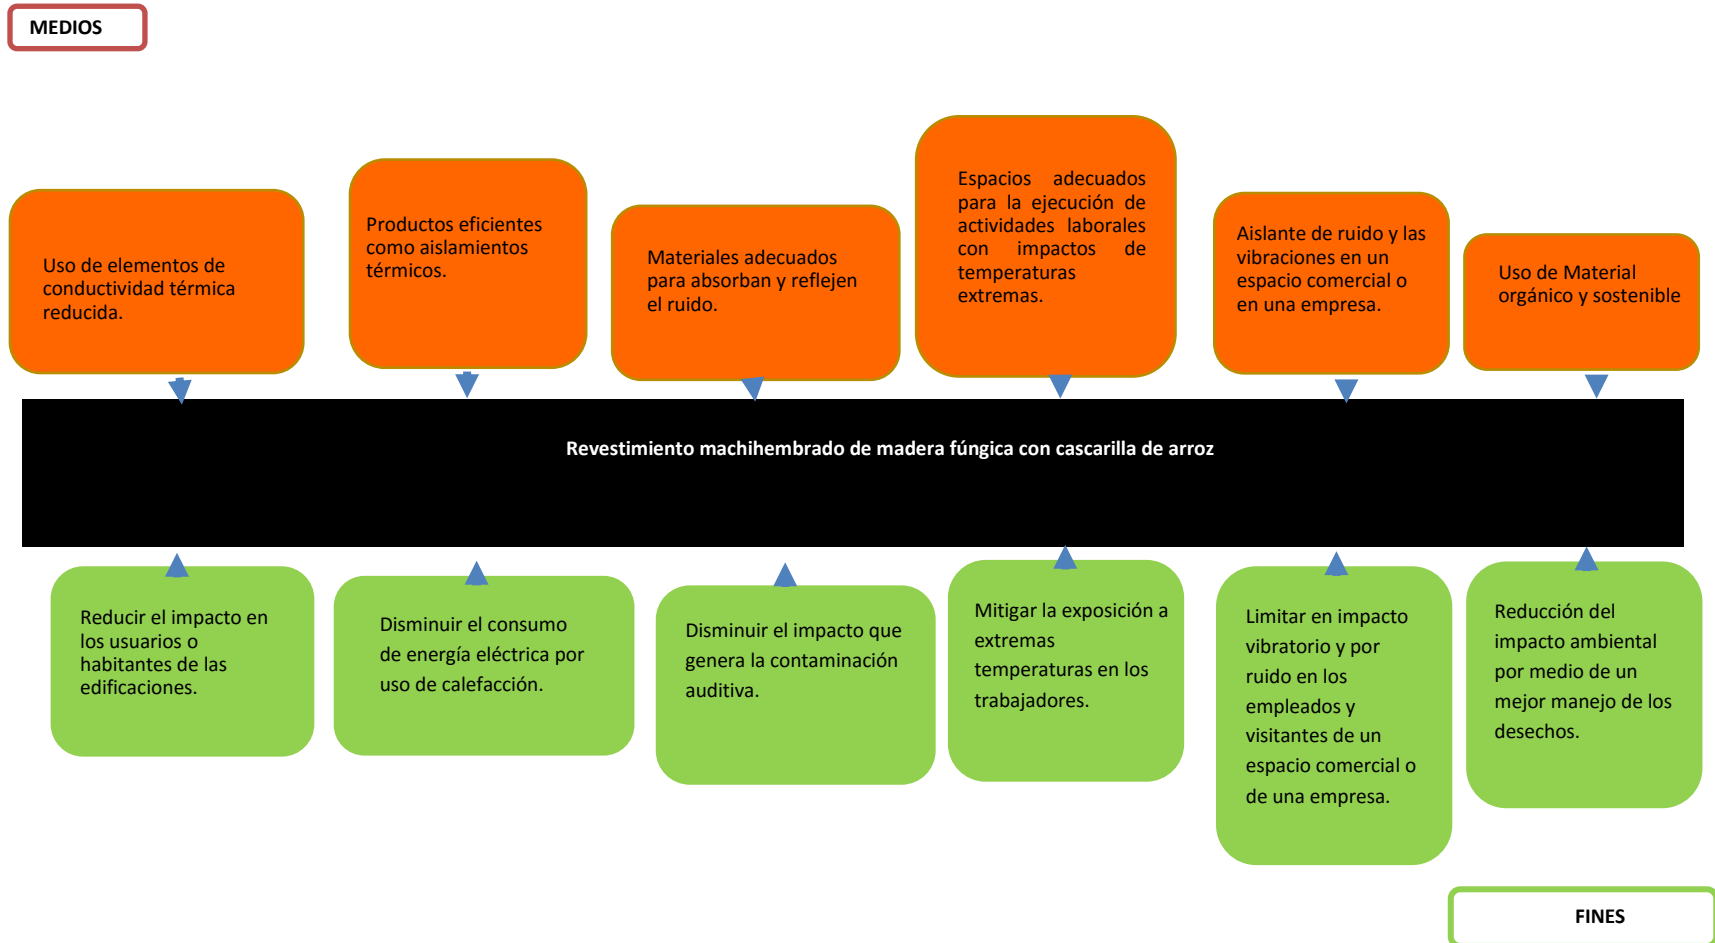 MEDIOS
Uso de elementos de
conductividad térmica
reducida.
Productos eficientes
como aislamientos
térmicos.
Materiales adecuados
para absorban y reflejen
el ruido.
Espacios adecuados
para la ejecución de
actividades laborales
con impactos de
temperaturas
extremas.
Aislante de ruido y las
vibraciones en un
espacio comercial o
en una empresa.
Uso de Material
orgánico y sostenible
Revestimiento machihembrado de madera fúngica con cascarilla de arroz
Reducir el impacto en
los usuarios o
habitantes de las
edificaciones.
Disminuir el consumo
de energía eléctrica por
uso de calefacción.
Disminuir el impacto que
genera la contaminación
auditiva.
Mitigar la exposición a
extremas
temperaturas en los
trabajadores.
Limitar en impacto
vibratorio y por
ruido en los
empleados y
visitantes de un
espacio comercial o
de una empresa.
Reducción del
impacto ambiental
por medio de un
mejor manejo de los
desechos.
FINES